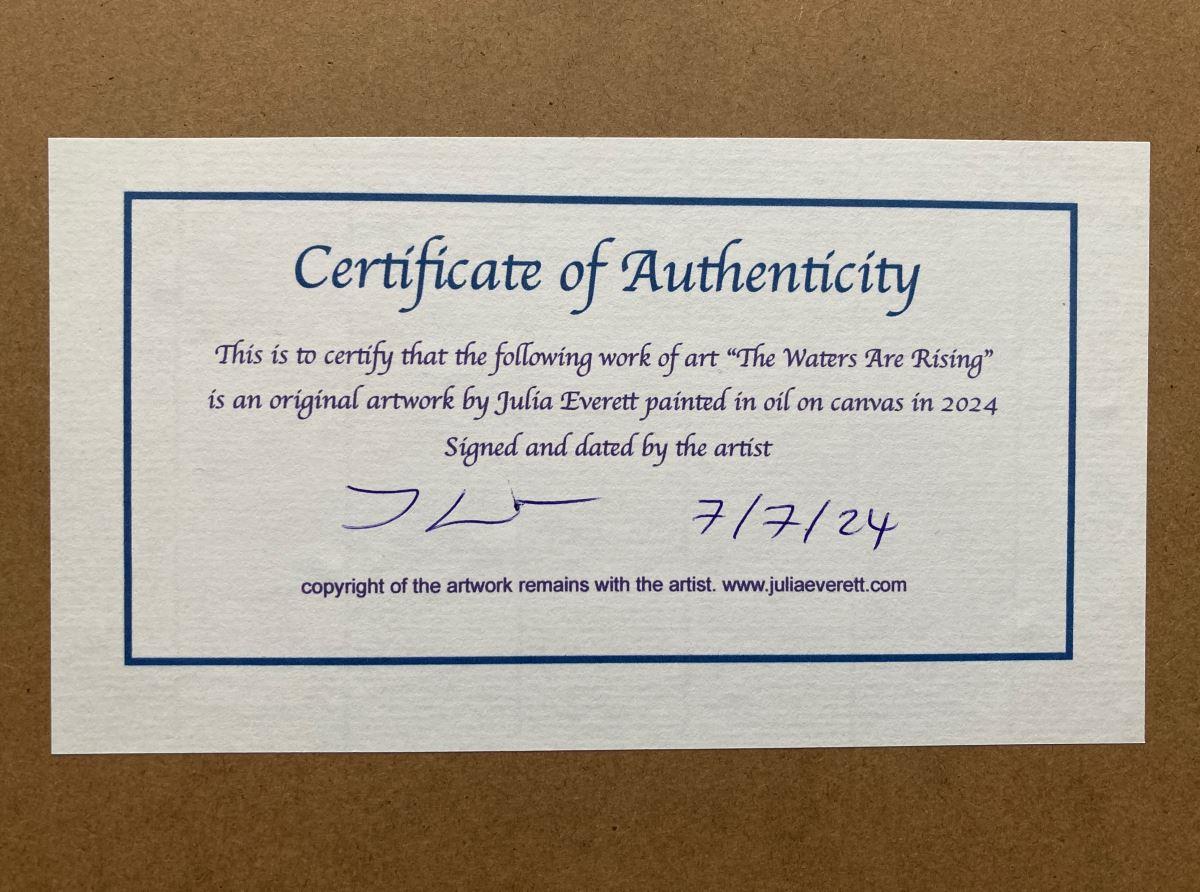 Certificate of Authenticity
This is to certify that the following work of art “The Waters Are Rising”
is an original artwork by Julia Everett painted in oil on canvas in 2024
Signed and dated by the artist
7/7/24
copyright of the artwork remains with the artist. www.juliaeverett.com